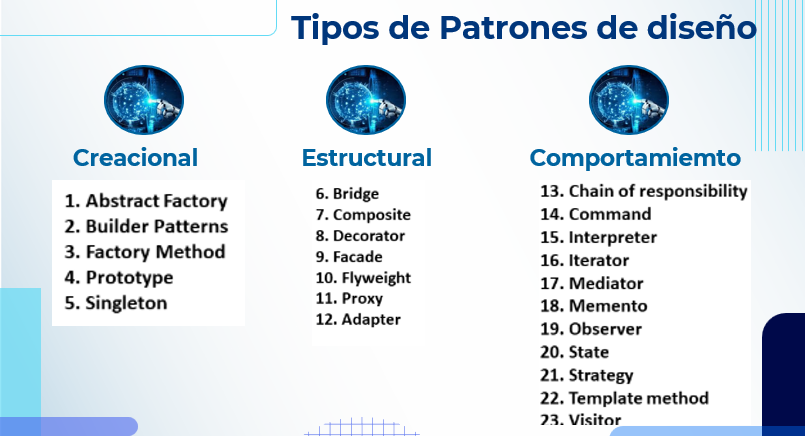 Tipos de Patrones de diseño
Creacional
1. Abstract Factory
2. Builder Patterns
3. Factory Method
4. Prototype
5. Singleton
Estructural
6. Bridge
7. Composite
8. Decorator
9. Facade
10. Flyweight
11. Proxy
12. Adapter
Comportamiemto
13. Chain of responsibility
14. Command
15. Interpreter
16. Iterator
17. Mediator
18. Memento
19. Observer
20. State
21. Strategy
22. Template method
23. Visitor